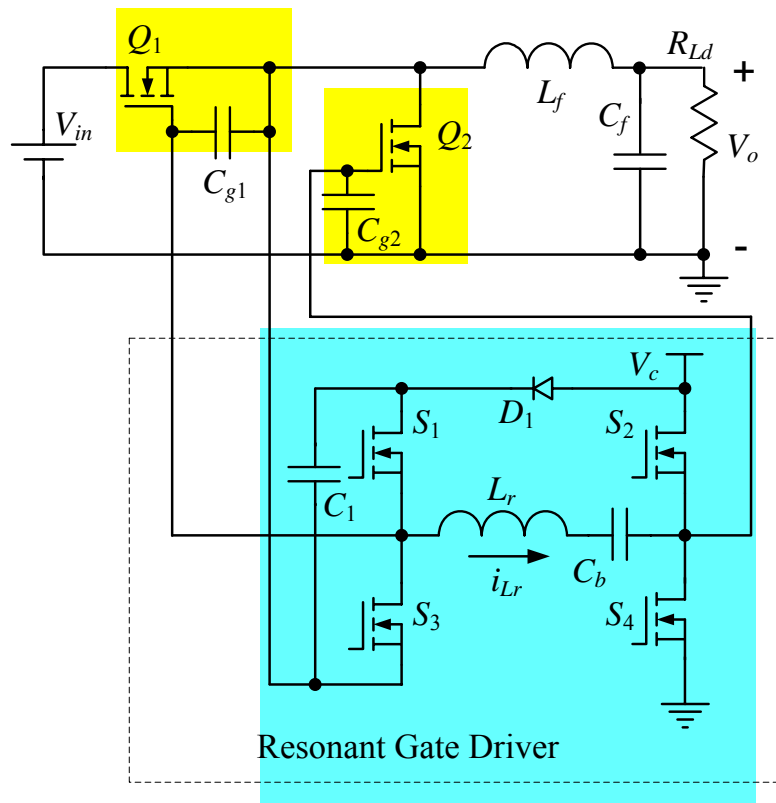 Q1
Vin
Cg1
Q2
Cg2
Lf
Cf
RLd
+
Vo
-
Vc
D1
S1
S2
C1
Lr
Cb
iLr
S3
S4
Resonant Gate Driver